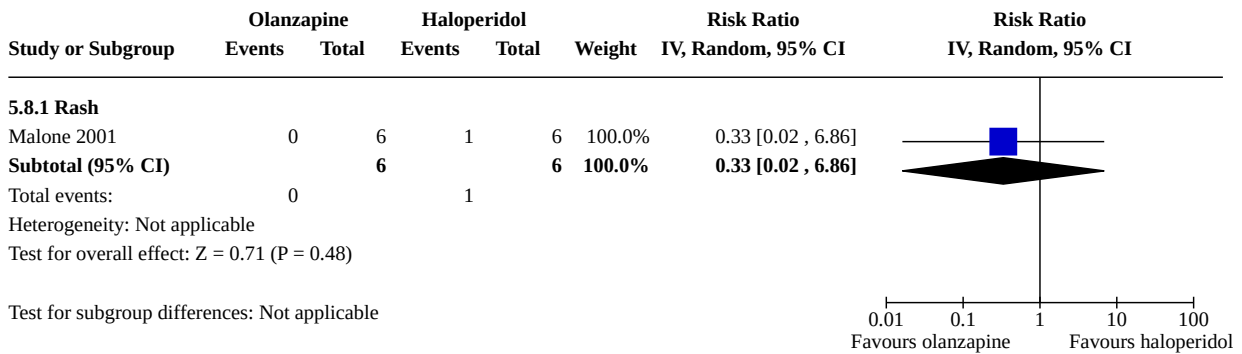 Olanzapine Haloperidol Risk Ratio Risk Ratio
Study or Subgroup Events Total Events Total Weight IV, Random, 95% CI IV, Random, 95% CI
5.8.1 Rash
Malone 2001 0 6 1 6 100.0% 0.33 [0.02 , 6.86]
Subtotal (95% CI) 6 6 100.0% 0.33 [0.02 , 6.86]
Total events: 0 1
Heterogeneity: Not applicable
Test for overall effect: Z = 0.71 (P = 0.48)
Test for subgroup differences: Not applicable
0.01 0.1 1 10 100
Favours olanzapine Favours haloperidol